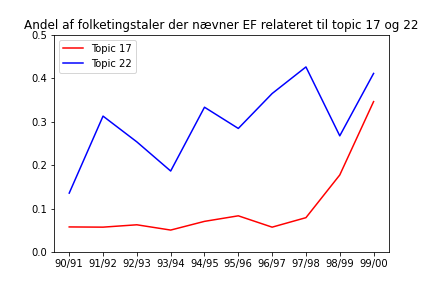 Andel af folketingstaler der nævner EF relateret til topic 17 og 22
Topic 17
Topic 22
0.5
0.4
0.3
0.2
0.1
0.0
90/91 91/92 92/93 93/94 94/95 95/96 96/97 97/98 98/99 99/00